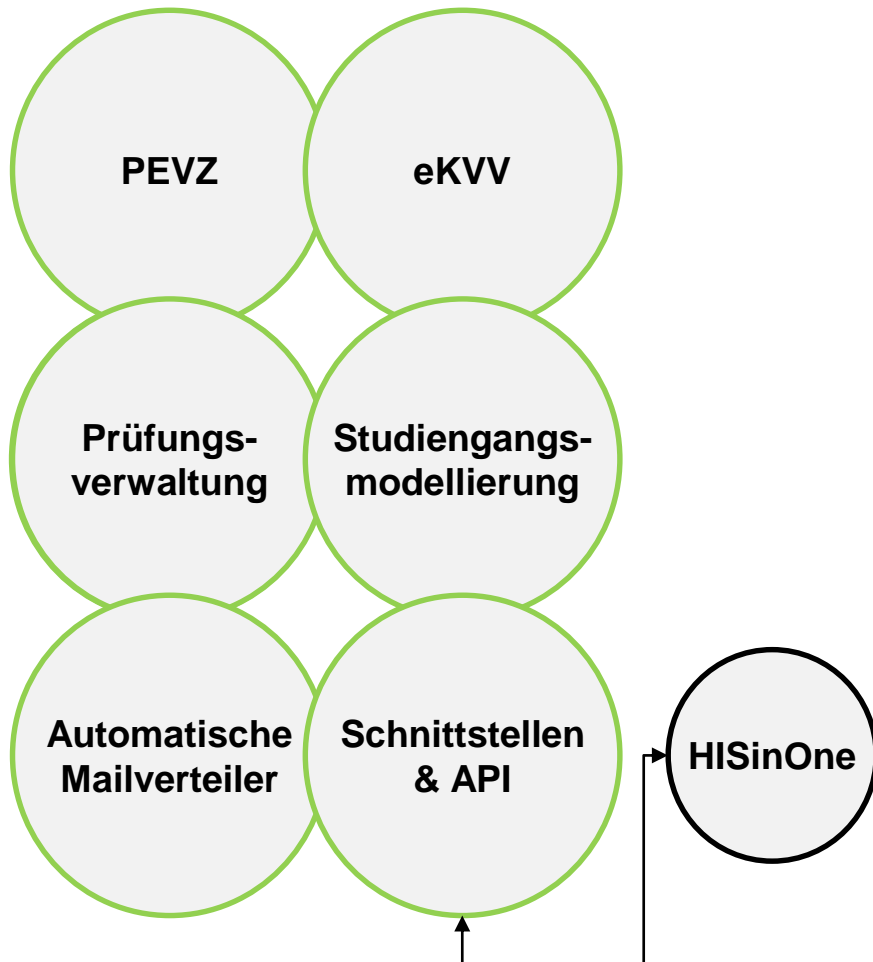 PEVZ
eKVV
Prüfungs-
verwaltung
Studiengangs-
modellierung
Automatische
Mailverteiler
Schnittstellen
& API
HISinOne